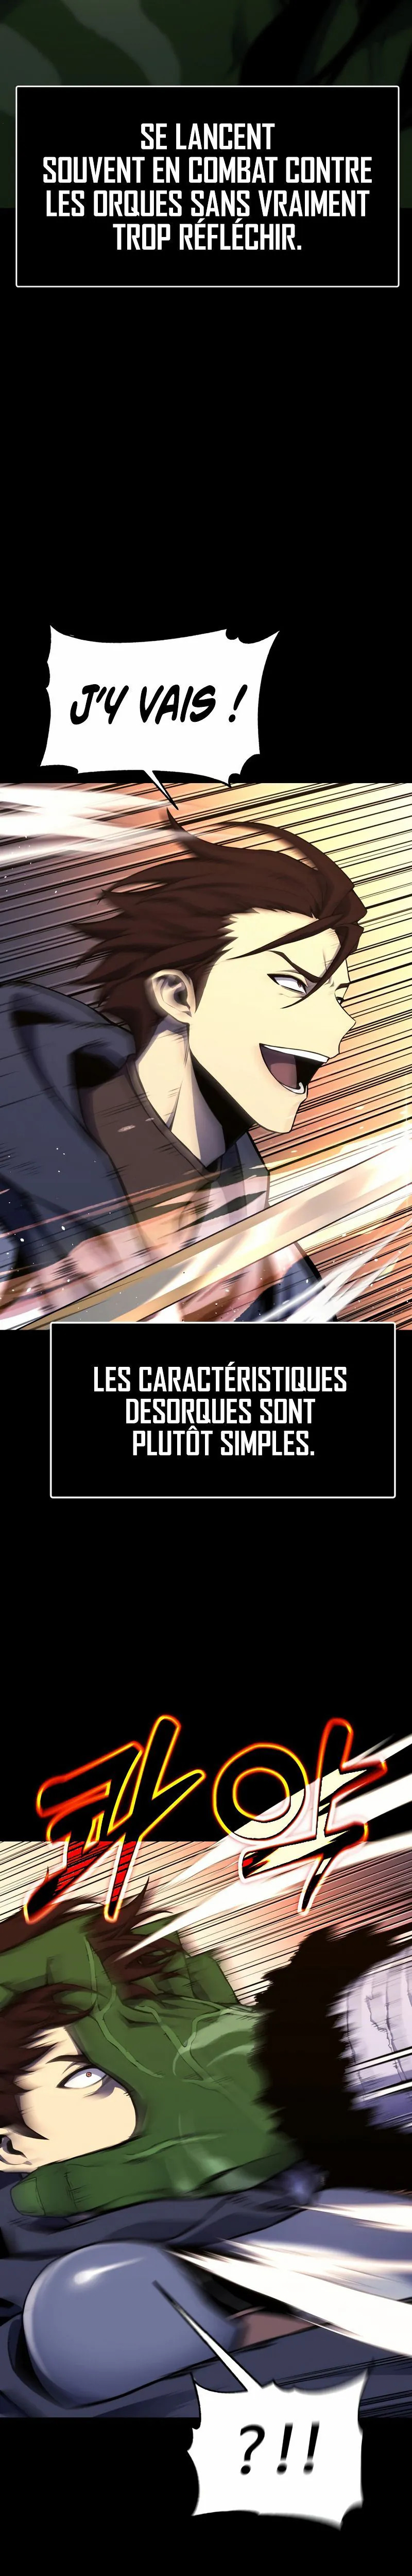 SE LANCENT
SOUVENT EN COMBAT CONTRE
LES ORQUES SANS VRAIMENT
TROP RÉFLÉCHIR.
J'Y VAIS !
LES CARACTÉRISTIQUES
DESORQUES SONT
PLUTÔT SIMPLES.
콰악
?!!